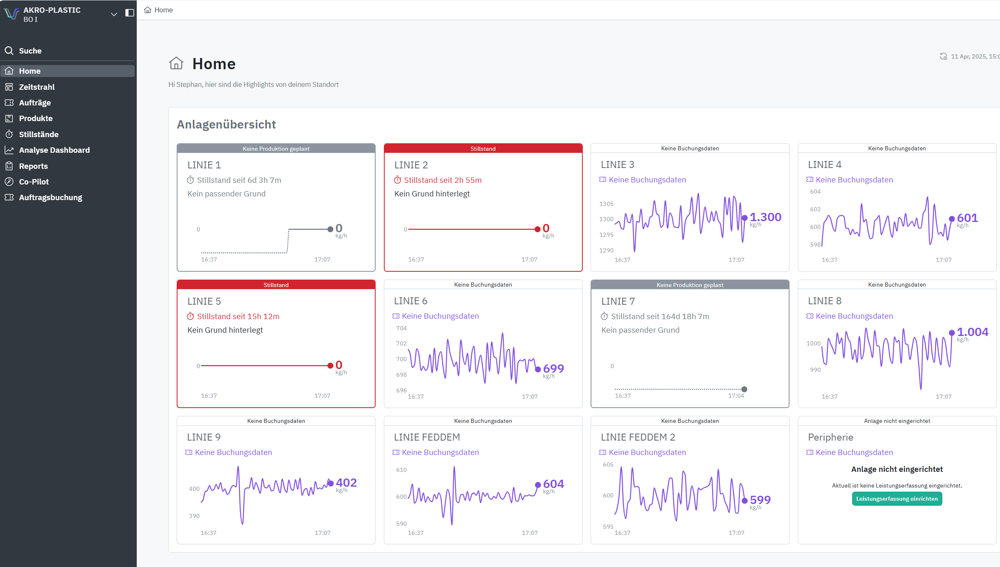 AKRO-PLASTIC
BO I
Suche
Home
Zeitstrahl
Aufträge
Produkte
Stillstände
Analyse Dashboard
Reports
Co-Pilot
Auftragsbuchung
Home
Home
11 Apr, 2025, 15:0
Hi Stephan, hier sind die Highlights von deinem Standort
Anlagenübersicht
Keine Produktion geplant
LINIE 1
Stillstand seit 6d 3h 7m
Kein passender Grund
0
0
kg/h
16:37
17:07
Stillstand
LINIE 2
Stillstand seit 2h 55m
Kein Grund hinterlegt
0
0
kg/h
16:37
17:07
Keine Buchungsdaten
LINIE 3
Keine Buchungsdaten
1305
1300
1295
1290
1.300
kg/h
16:37
17:07
Keine Buchungsdaten
LINIE 4
Keine Buchungsdaten
604
602
600
598
601
kg/h
16:37
17:07
Stillstand
LINIE 5
Stillstand seit 15h 12m
Kein Grund hinterlegt
0
0
kg/h
16:37
17:07
Keine Buchungsdaten
LINIE 6
Keine Buchungsdaten
704
702
700
698
696
699
kg/h
16:37
17:07
Keine Produktion geplant
LINIE 7
Stillstand seit 164d 18h 7m
Kein passender Grund
0
16:37
17:04
Keine Buchungsdaten
LINIE 8
Keine Buchungsdaten
1000
990
1.004
kg/h
16:37
17:07
Keine Buchungsdaten
LINIE 9
Keine Buchungsdaten
400
390
402
kg/h
16:37
17:07
Keine Buchungsdaten
LINIE FEDDEM
Keine Buchungsdaten
610
600
590
604
kg/h
16:37
17:07
Keine Buchungsdaten
LINIE FEDDEM 2
Keine Buchungsdaten
605
600
595
599
kg/h
16:37
17:07
Anlage nicht eingerichtet
Peripherie
Keine Buchungsdaten
Anlage nicht eingerichtet
Aktuell ist keine Leistungserfassung eingerichtet.
Leistungserfassung einrichten